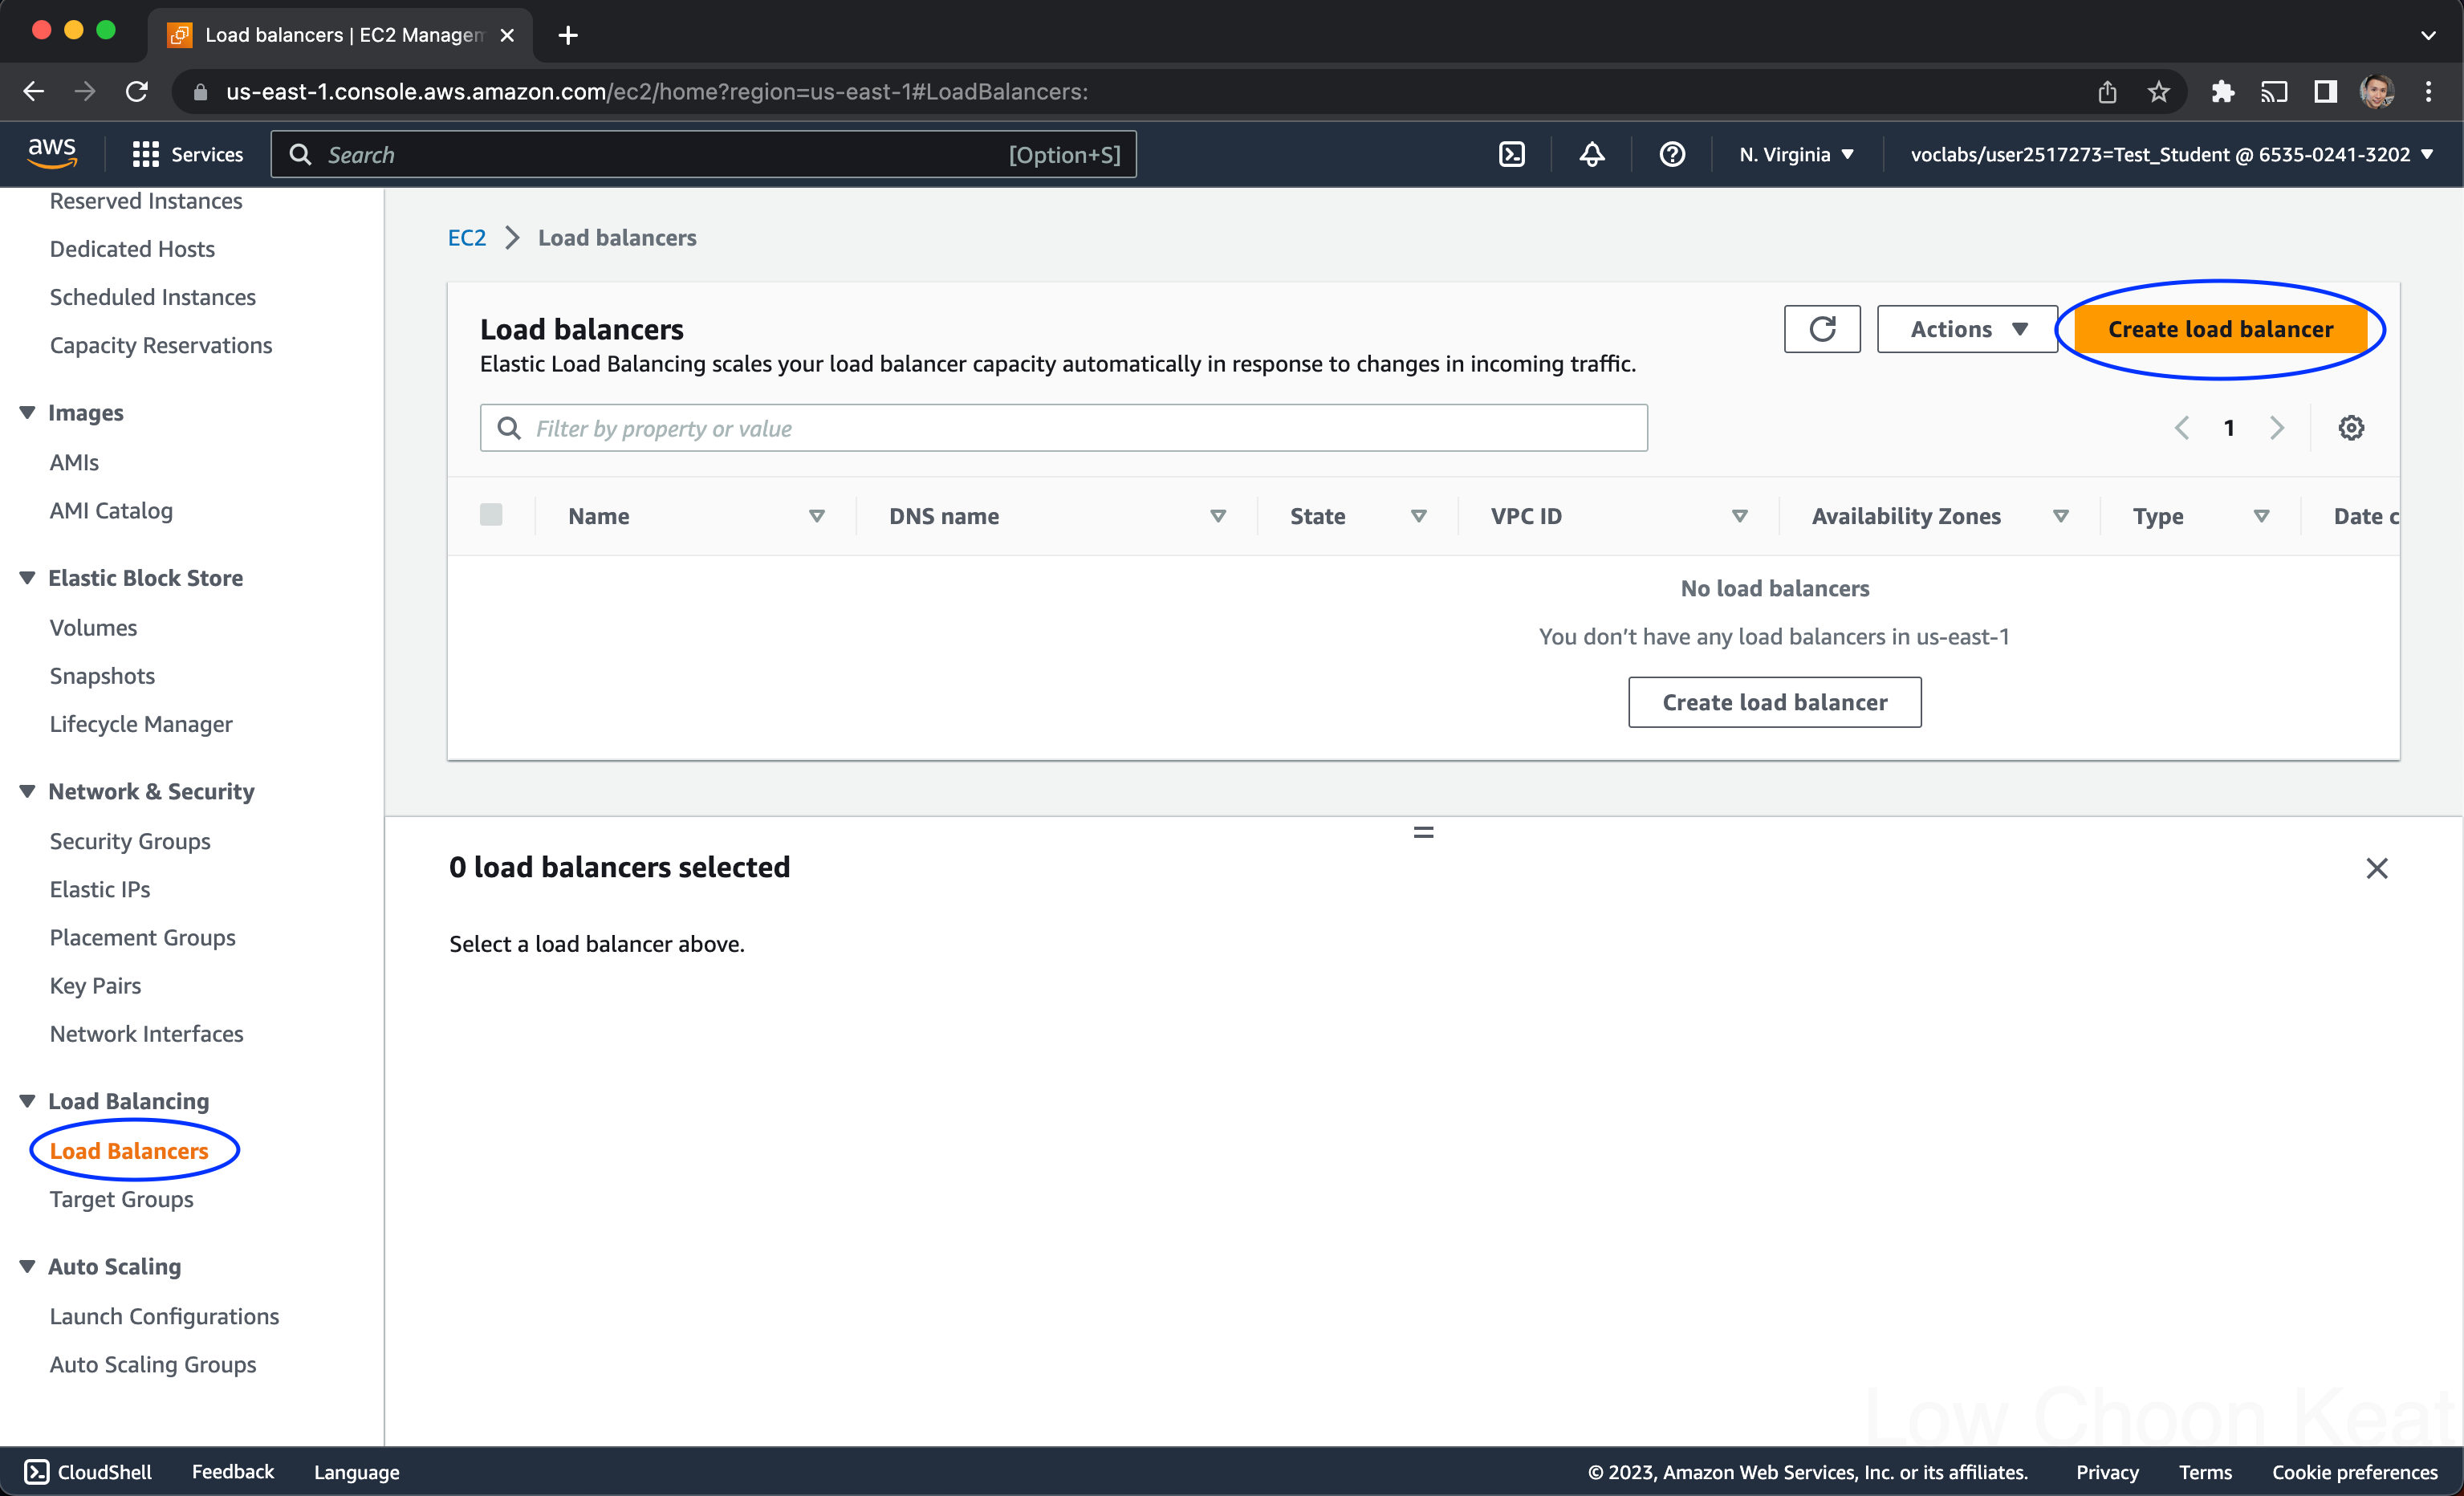 Load balancers | EC2 Managem
us-east-1.console.aws.amazon.com/ec2/home?region=us-east-1#LoadBalancers:
aws
Services
Search
[Option+S]
N. Virginia
voclabs/user2517273=Test_Student @ 6535-0241-3202
Reserved Instances
Dedicated Hosts
Scheduled Instances
Capacity Reservations
Images
AMIs
AMI Catalog
Elastic Block Store
Volumes
Snapshots
Lifecycle Manager
Network & Security
Security Groups
Elastic IPs
Placement Groups
Key Pairs
Network Interfaces
Load Balancing
Load Balancers
Target Groups
Auto Scaling
Launch Configurations
Auto Scaling Groups
EC2 > Load balancers
Load balancers
Elastic Load Balancing scales your load balancer capacity automatically in response to changes in incoming traffic.
Actions
Create load balancer
Filter by property or value
1
Name
DNS name
State
VPC ID
Availability Zones
Type
Date c
No load balancers
You don't have any load balancers in us-east-1
Create load balancer
0 load balancers selected
Select a load balancer above.
Low Choon Keat
CloudShell
Feedback
Language
© 2023, Amazon Web Services, Inc. or its affiliates.
Privacy
Terms
Cookie preferences